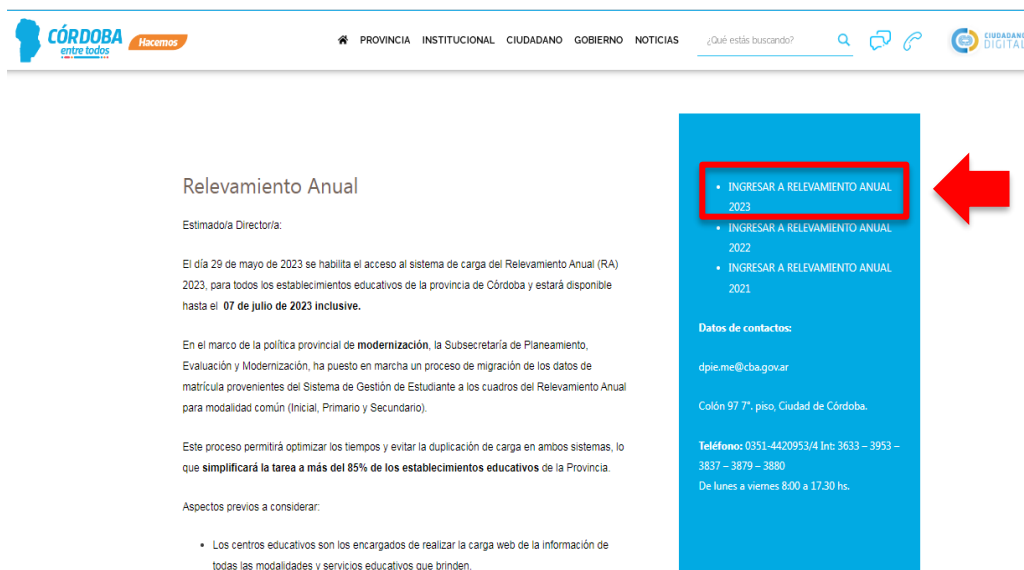 CÓRDOBA
entre todos
Hacemos
PROVINCIA INSTITUCIONAL CIUDADANO GOBIERNO NOTICIAS
¿Qué estás buscando?
CIUDADANO
DIGITAL
Relevamiento Anual
Estimado/a Director/a:
El día 29 de mayo de 2023 se habilita el acceso al sistema de carga del Relevamiento Anual (RA)
2023, para todos los establecimientos educativos de la provincia de Córdoba y estará disponible
hasta el 07 de julio de 2023 inclusive.
En el marco de la política provincial de modernización, la Subsecretaría de Planeamiento,
Evaluación y Modernización, ha puesto en marcha un proceso de migración de los datos de
matrícula provenientes del Sistema de Gestión de Estudiante a los cuadros del Relevamiento Anual
para modalidad común (Inicial, Primario y Secundario).
Este proceso permitirá optimizar los tiempos y evitar la duplicación de carga en ambos sistemas, lo
que simplificará la tarea a más del 85% de los establecimientos educativos de la Provincia.
Aspectos previos a considerar:
• Los centros educativos son los encargados de realizar la carga web de la información de
todas las modalidades y servicios educativos que brinden.
• INGRESAR A RELEVAMIENTO ANUAL
2023
• INGRESAR A RELEVAMIENTO ANUAL
2022
• INGRESAR A RELEVAMIENTO ANUAL
2021
Datos de contactos:
dpie.me@cba.gov.ar
Colón 97 7°. piso, Ciudad de Córdoba.
Teléfono: 0351-4420953/4 Int: 3633 – 3953 –
3837 – 3879 – 3880
De lunes a viernes 8:00 a 17.30 hs.